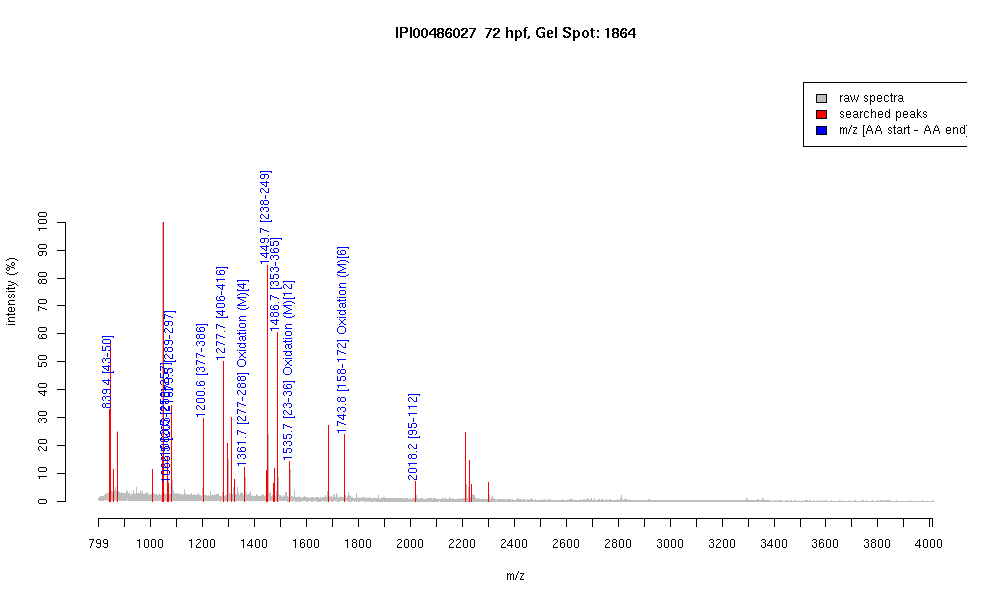 IPI00486027 72 hpf, Gel Spot: 1864
raw spectra
searched peaks
m/z [AA start - AA end]
intensity (%)
100
90
80
70
60
50
40
30
20
10
0
839.4 [43-50]
[289-297]
1200.6 [377-386]
1277.7 [406-416]
1361.7 [277-288] Oxidation (M)[4]
1449.7 [238-249]
1486.7 [353-365]
1535.7 [23-36] Oxidation (M)[12]
1743.8 [158-172] Oxidation (M)[6]
2018.2 [95-112]
799 1000 1200 1400 1600 1800 2000 2200 2400 2600 2800 3000 3200 3400 3600 3800 4000
m/z